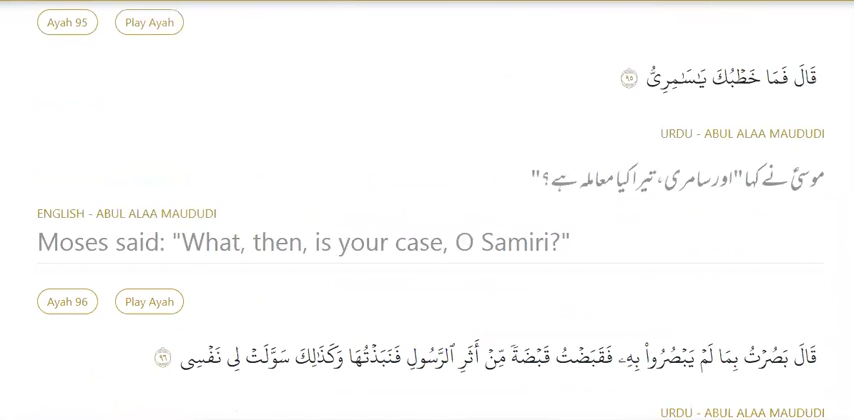 Ayah 95 Play Ayah
قَالَ فَمَا خَطۡبُكَ يَٰسَٰمِرِيُّ ۝٩٥
URDU - ABUL ALAA MAUDUDI
موسیٰؑ نے کہا "اور سامری، تیرا کیا معاملہ ہے؟"
ENGLISH - ABUL ALAA MAUDUDI
Moses said: "What, then, is your case, O Samiri?"
Ayah 96 Play Ayah
قَالَ بَصُرۡتُ بِمَا لَمۡ يَبۡصُرُواْ بِهِۦ فَقَبَضۡتُ قَبۡضَةٗ مِّنۡ أَثَرِ ٱلرَّسُولِ فَنَبَذۡتُهَا وَكَذَٰلِكَ سَوَّلَتۡ لِي نَفۡسِي ۝٩٦
URDU - ABUL ALAA MAUDUDI